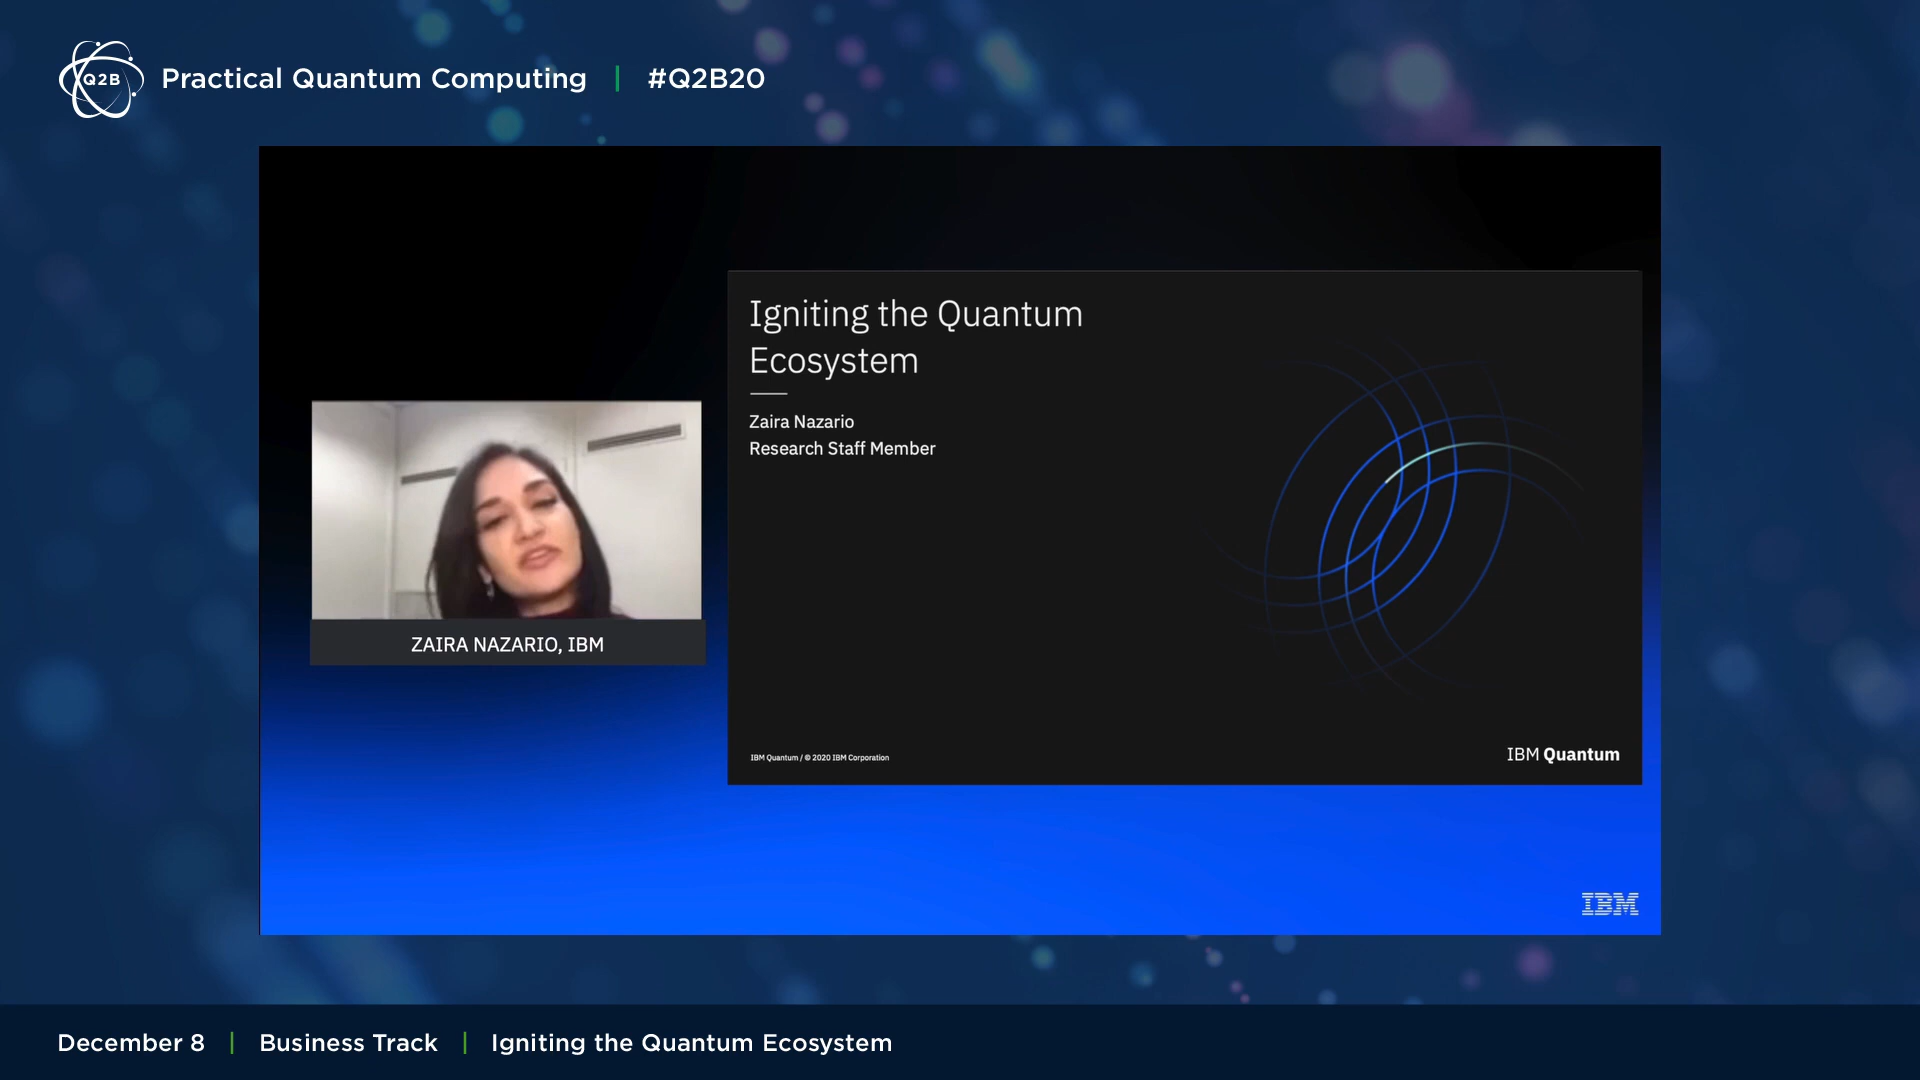 Q2B
Practical Quantum Computing | #Q2B20
Igniting the Quantum
Ecosystem
Zaira Nazario
Research Staff Member
ZAIRA NAZARIO, IBM
IBM Quantum / © 2020 IBM Corporation
IBM Quantum
IBM
December 8 | Business Track | Igniting the Quantum Ecosystem